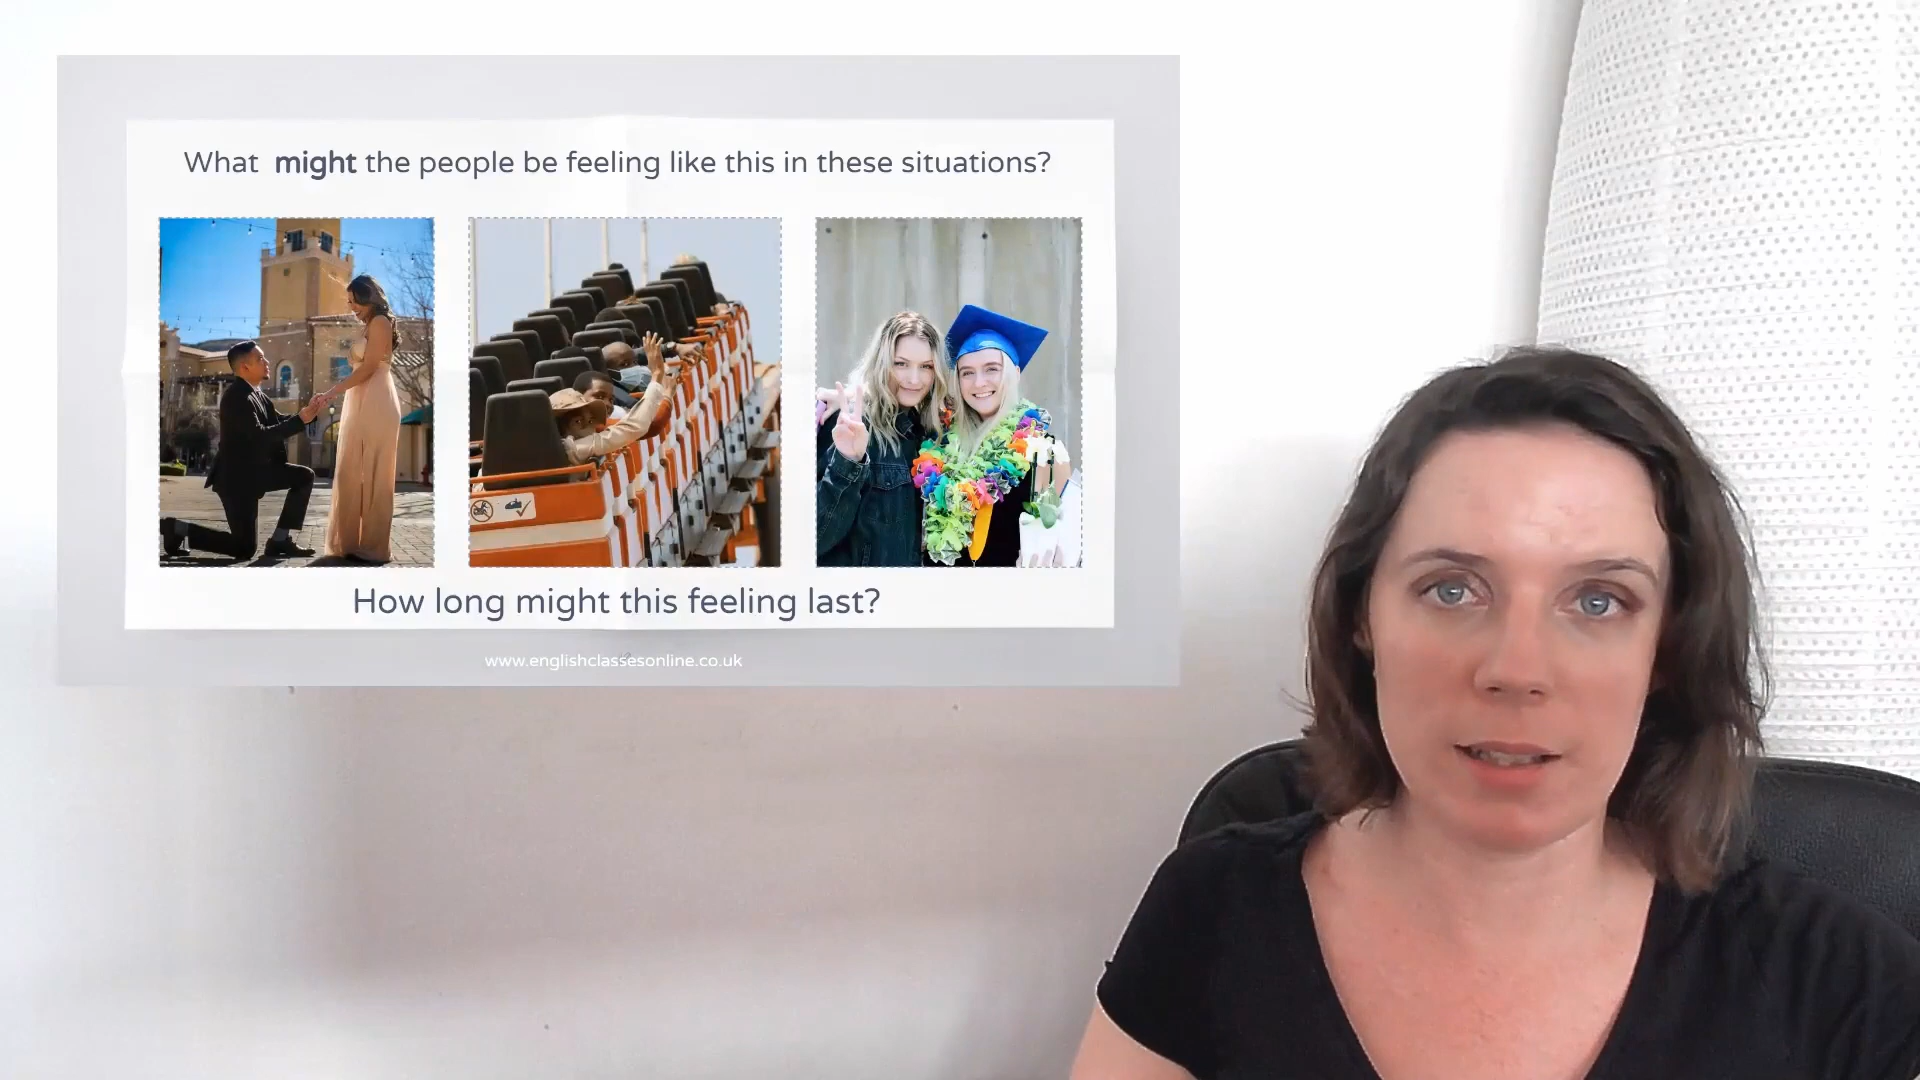 What might the people be feeling like this in these situations?
How long might this feeling last?
www.englishclassesonline.co.uk